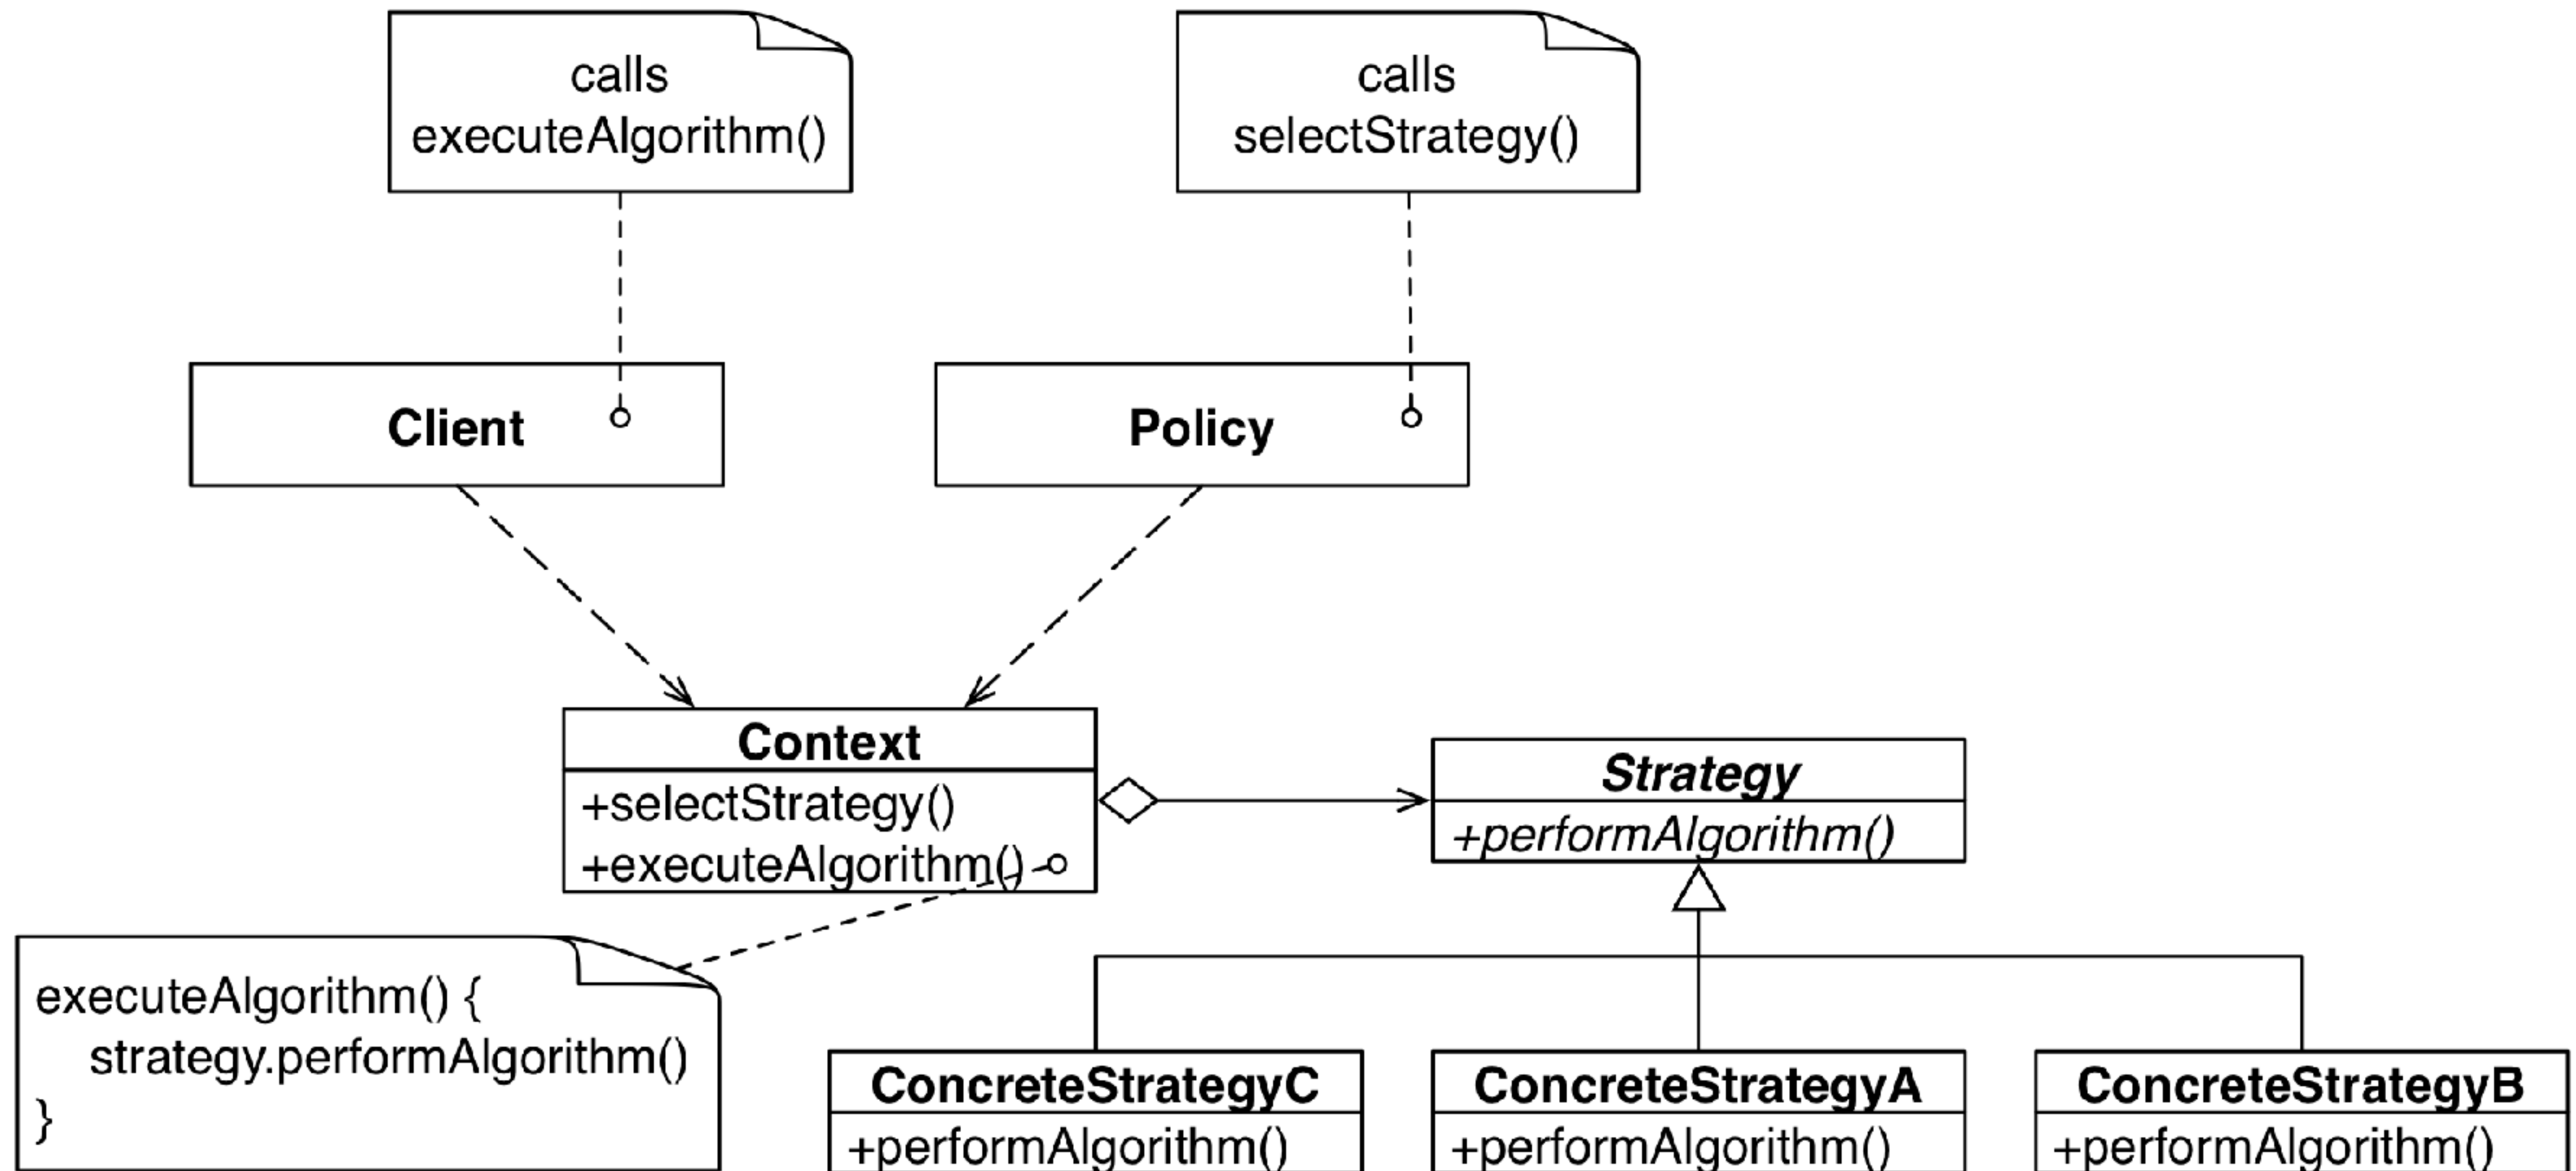 calls
executeAlgorithm()
calls
selectStrategy()
Client
Policy
Context
+selectStrategy()
+executeAlgorithm()
Strategy
+performAlgorithm()
executeAlgorithm() {
strategy.performAlgorithm()
}
ConcreteStrategyC
+performAlgorithm()
ConcreteStrategyA
+performAlgorithm()
ConcreteStrategyB
+performAlgorithm()